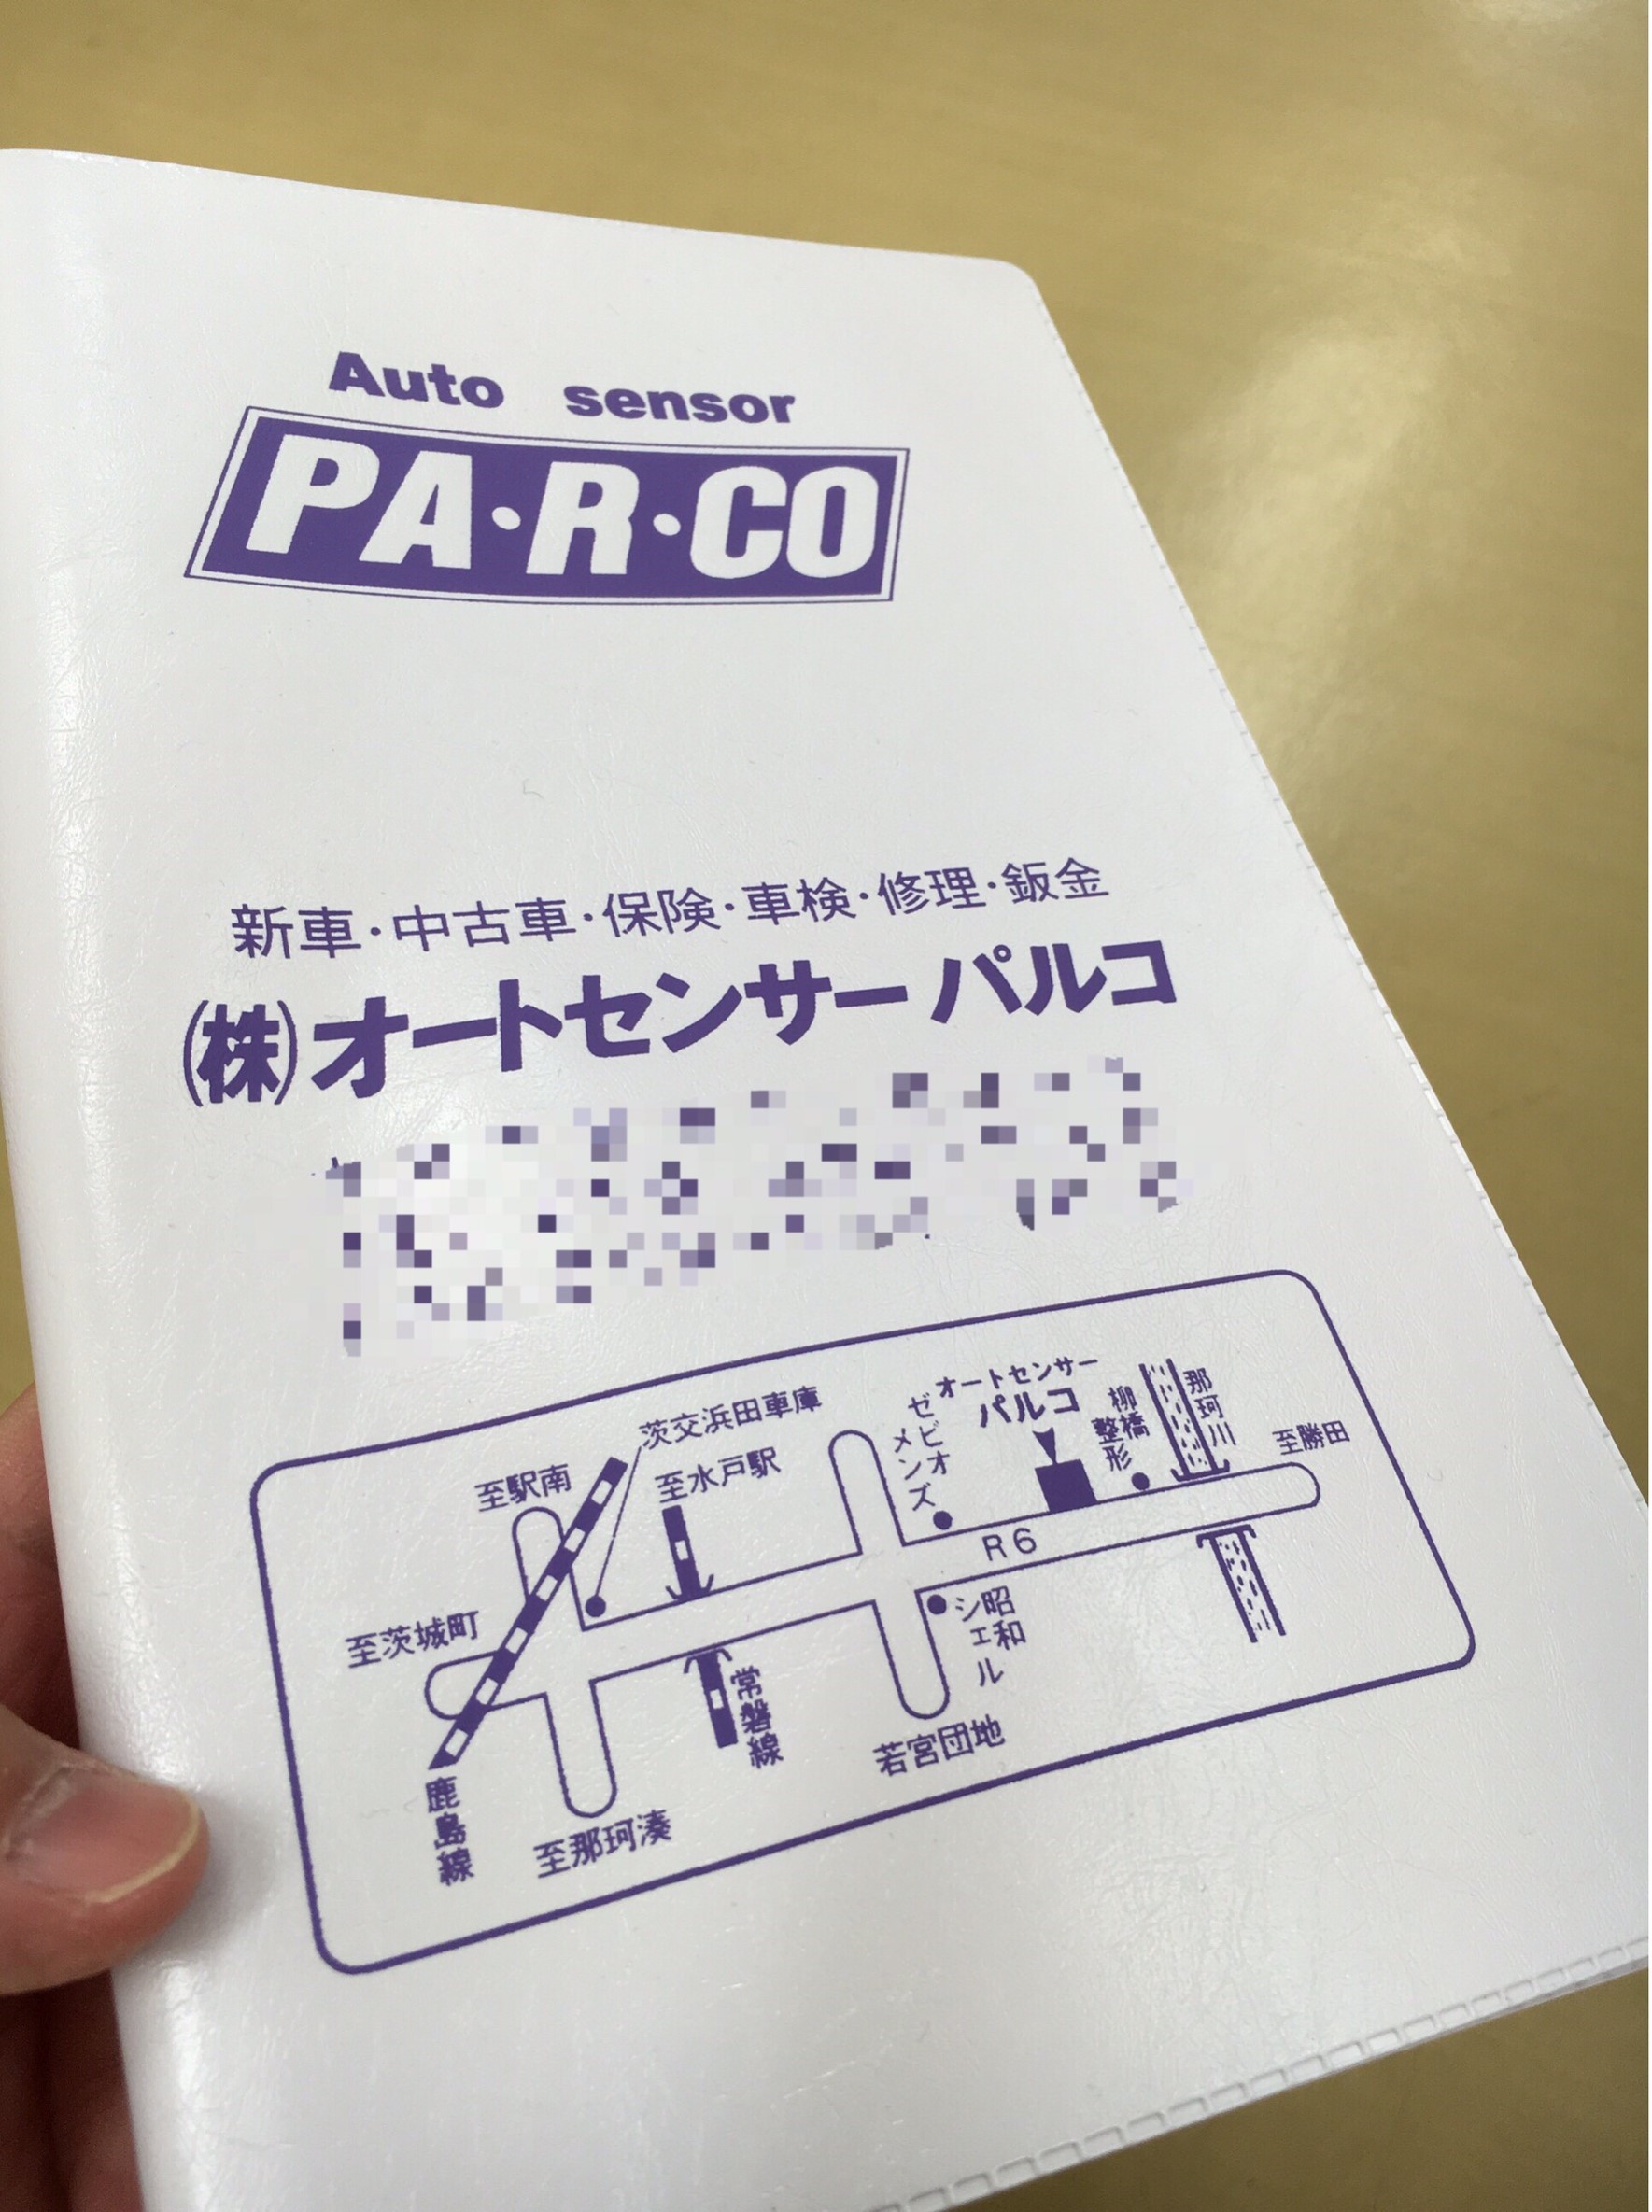 Auto sensor
PA・R・CO
新車・中古車・保険・車検・修理・鈑金
(株)オートセンサーパルコ
茨交浜田車庫
至駅南
至水戸駅
ゼビオ
メンズ
オートセンサー
パルコ
柳橋
整形
那珂川
至勝田
R6
至茨城町
昭和
シェル
常磐線
若宮団地
鹿島線
至那珂湊